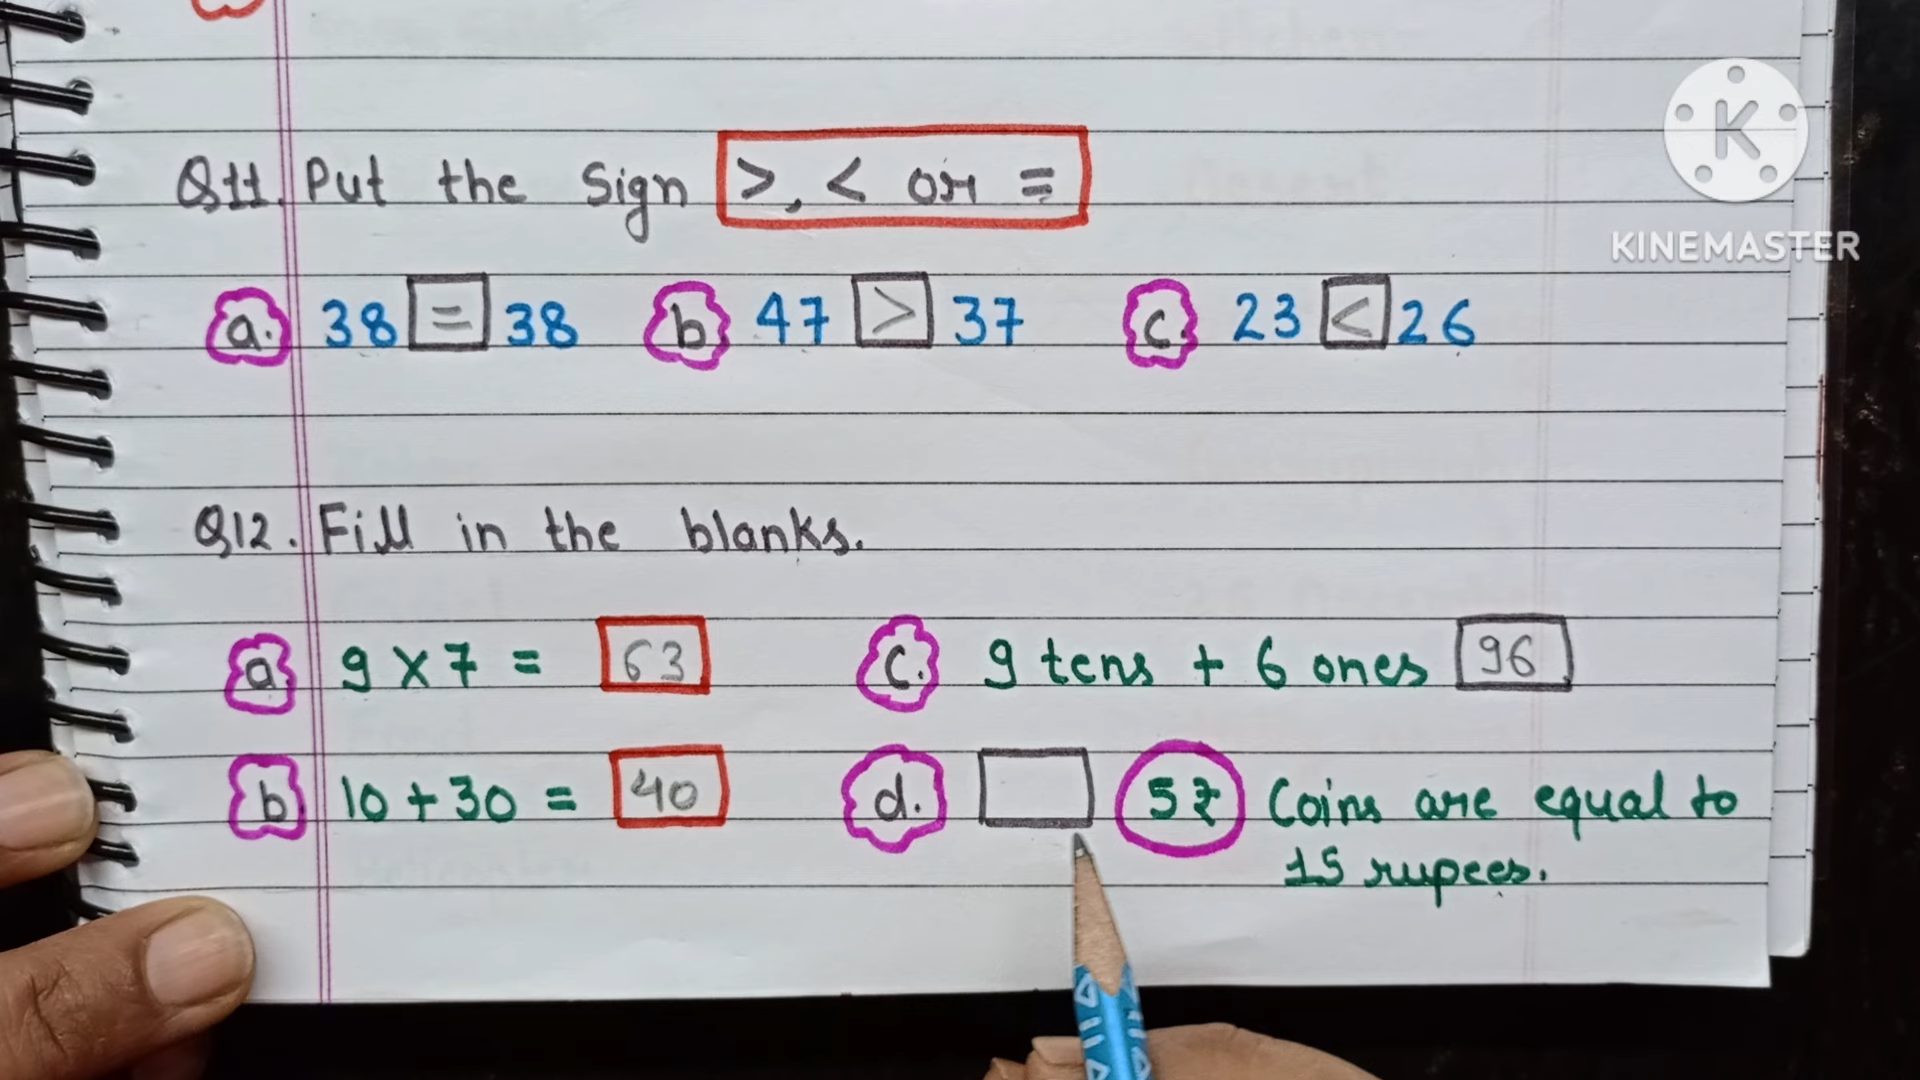 K
KINEMASTER
Q11. Put the Sign >, < or =
a. 38 = 38 b 47 > 37 c. 23 < 26
Q12. Fill in the blanks.
a 9 × 7 = 63 c. 9 tens + 6 ones 96
b 10 + 30 = 40 d. 5₹ Coins are equal to
15 rupees.